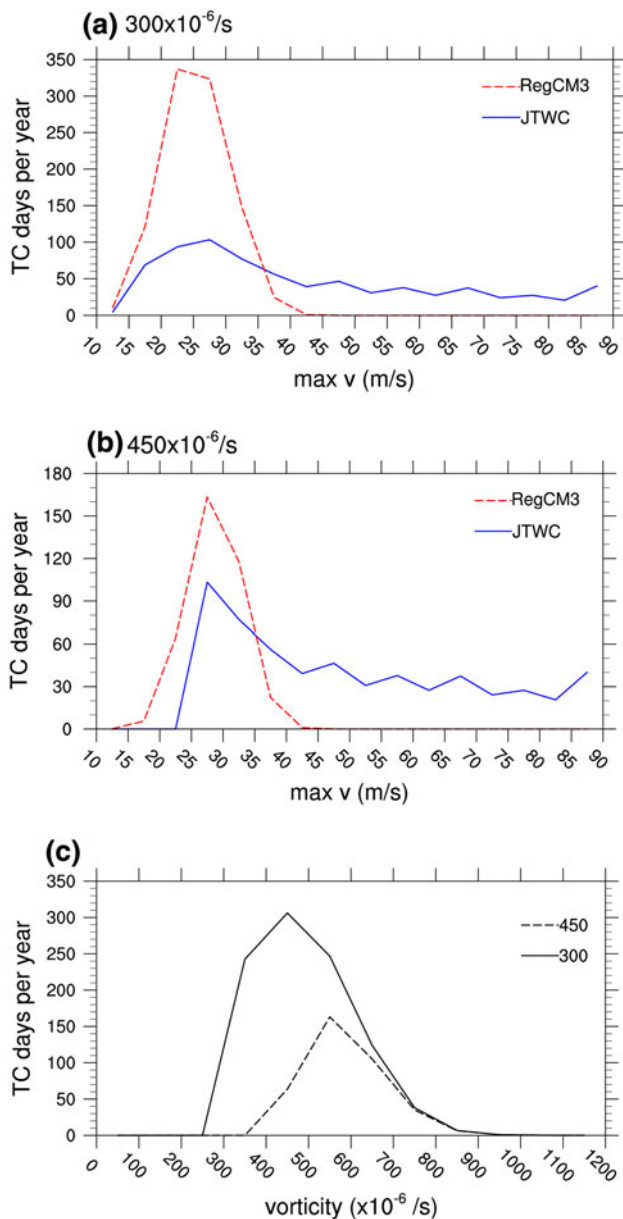 (a) 300x10-6/s
TC days per year
350
300
250
200
150
100
50
0
RegCM3
JTWC
10 15 20 25 30 35 40 45 50 55 60 65 70 75 80 85 90
max v (m/s)
(b) 450x10-6/s
TC days per year
180
150
120
90
60
30
0
RegCM3
JTWC
10 15 20 25 30 35 40 45 50 55 60 65 70 75 80 85 90
max v (m/s)
(c)
TC days per year
350
300
250
200
150
100
50
0
450
300
0 100 200 300 400 500 600 700 800 900 1000 1100 1200
vorticity (x10-6 /s)